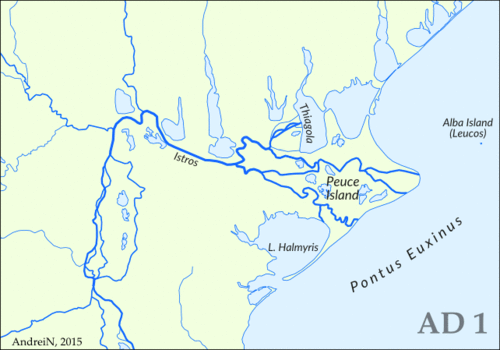 Thiagola
Alba Island
(Leucos)
Istros
Peuce
Island
L. Halmyris
Pontus Euxinus
AD 1
AndreiN, 2015